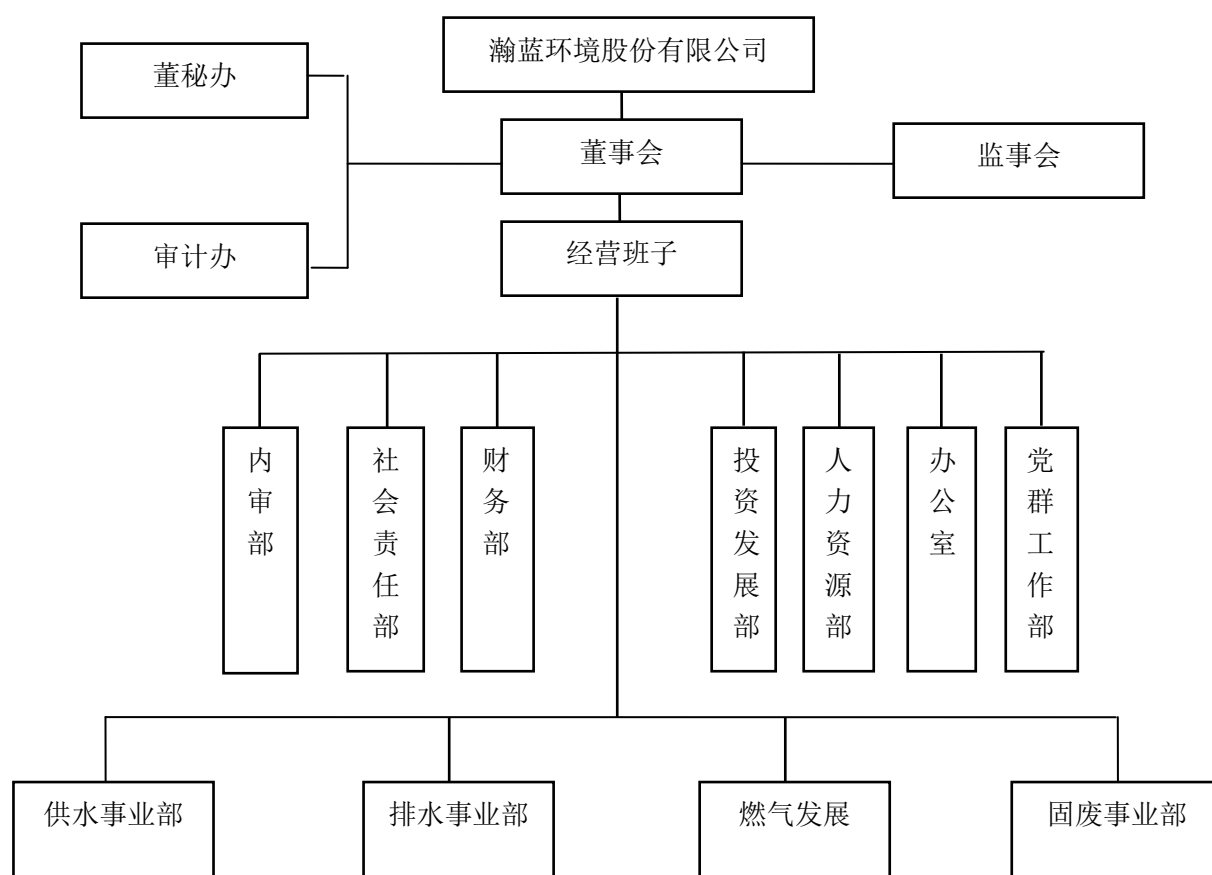 瀚蓝环境股份有限公司
董秘办
董事会
监事会
审计办
经营班子
内审部
社会责任部
财务部
投资发展部
人力资源部
办公室
党群工作部
供水事业部
排水事业部
燃气发展
固废事业部